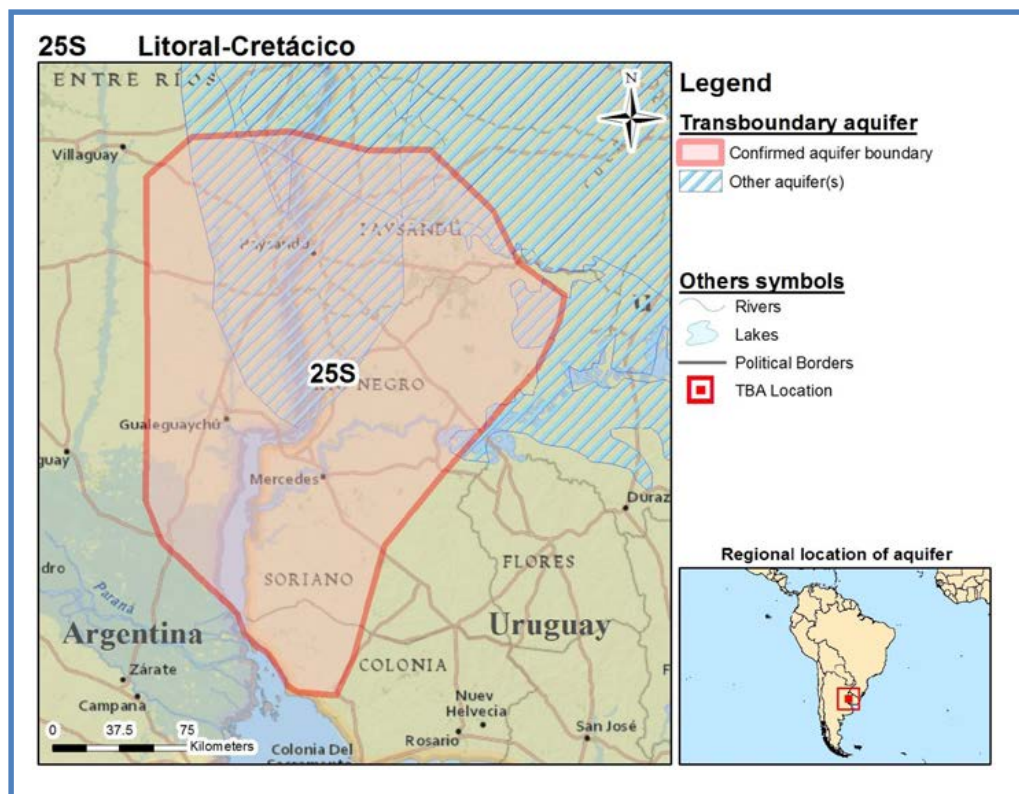 25S Litoral-Cretácico
ENTRE RÍOS
N
Villaguay
PAYSANDÚ
Paysandú
25S
RÍO NEGRO
Gualeguaychú
guay
Mercedes
Duraz
FLORES
dro
SORIANO
Paraná
Argentina
Uruguay
COLONIA
Zárate
Campana
Nuev
Helvecia
Rosario
San José
F
Colonia Del
0 37.5 75
Kilometers
Legend
Transboundary aquifer
Confirmed aquifer boundary
Other aquifer(s)
Others symbols
Rivers
Lakes
Political Borders
TBA Location
Regional location of aquifer